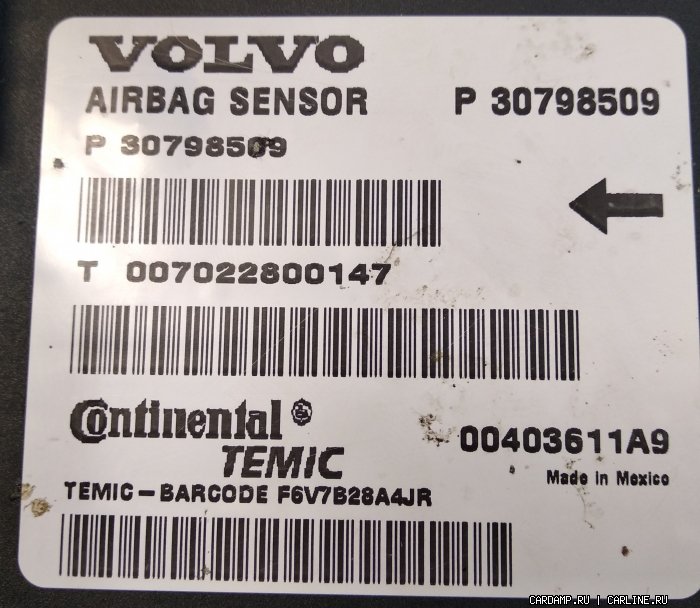 VOLVO
AIRBAG SENSOR P 30798509
P 30798509
T 007022800147
Continental
TEMIC
00403611A9
Made in Mexico
TEMIC-BARCODE F6V7B28A4JR
CARDAMP.RU | CARLINE.RU